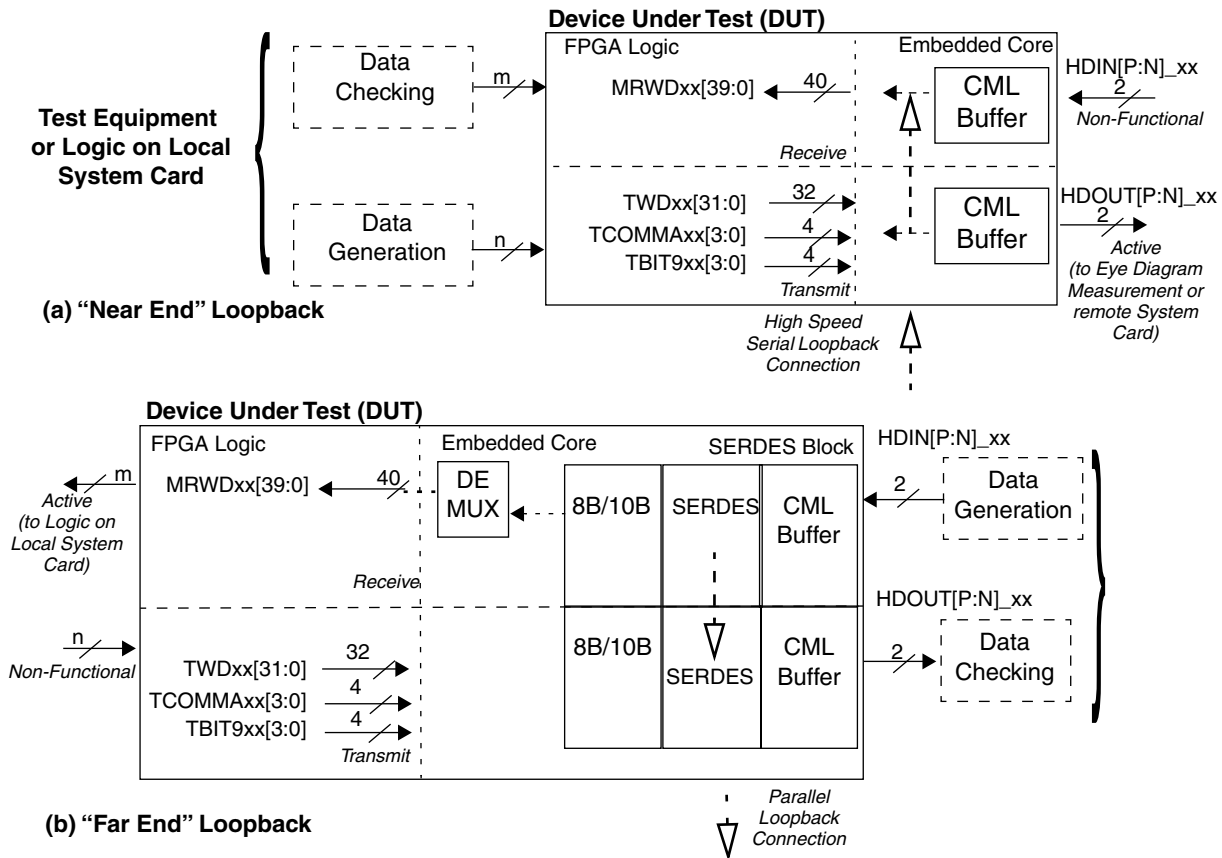 Device Under Test (DUT)
FPGA Logic
Embedded Core
Data
Checking
m
MRWDxx[39:0]
40
CML
Buffer
HDIN[P:N]_xx
2
Non-Functional
Test Equipment
or Logic on Local
System Card
Receive
Data
Generation
n
TWDxx[31:0]
32
TCOMMAxx[3:0]
4
TBIT9xx[3:0]
4
Transmit
CML
Buffer
HDOUT[P:N]_xx
2
Active
(to Eye Diagram
Measurement or
remote System
Card)
(a) “Near End” Loopback
High Speed
Serial Loopback
Connection
Device Under Test (DUT)
FPGA Logic
Embedded Core
SERDES Block
HDIN[P:N]_xx
m
Active
(to Logic on
Local System
Card)
MRWDxx[39:0]
40
DE
MUX
8B/10B
SERDES
CML
Buffer
2
Data
Generation
Receive
HDOUT[P:N]_xx
n
Non-Functional
TWDxx[31:0]
32
TCOMMAxx[3:0]
4
TBIT9xx[3:0]
4
Transmit
8B/10B
SERDES
CML
Buffer
2
Data
Checking
(b) “Far End” Loopback
Parallel
Loopback
Connection